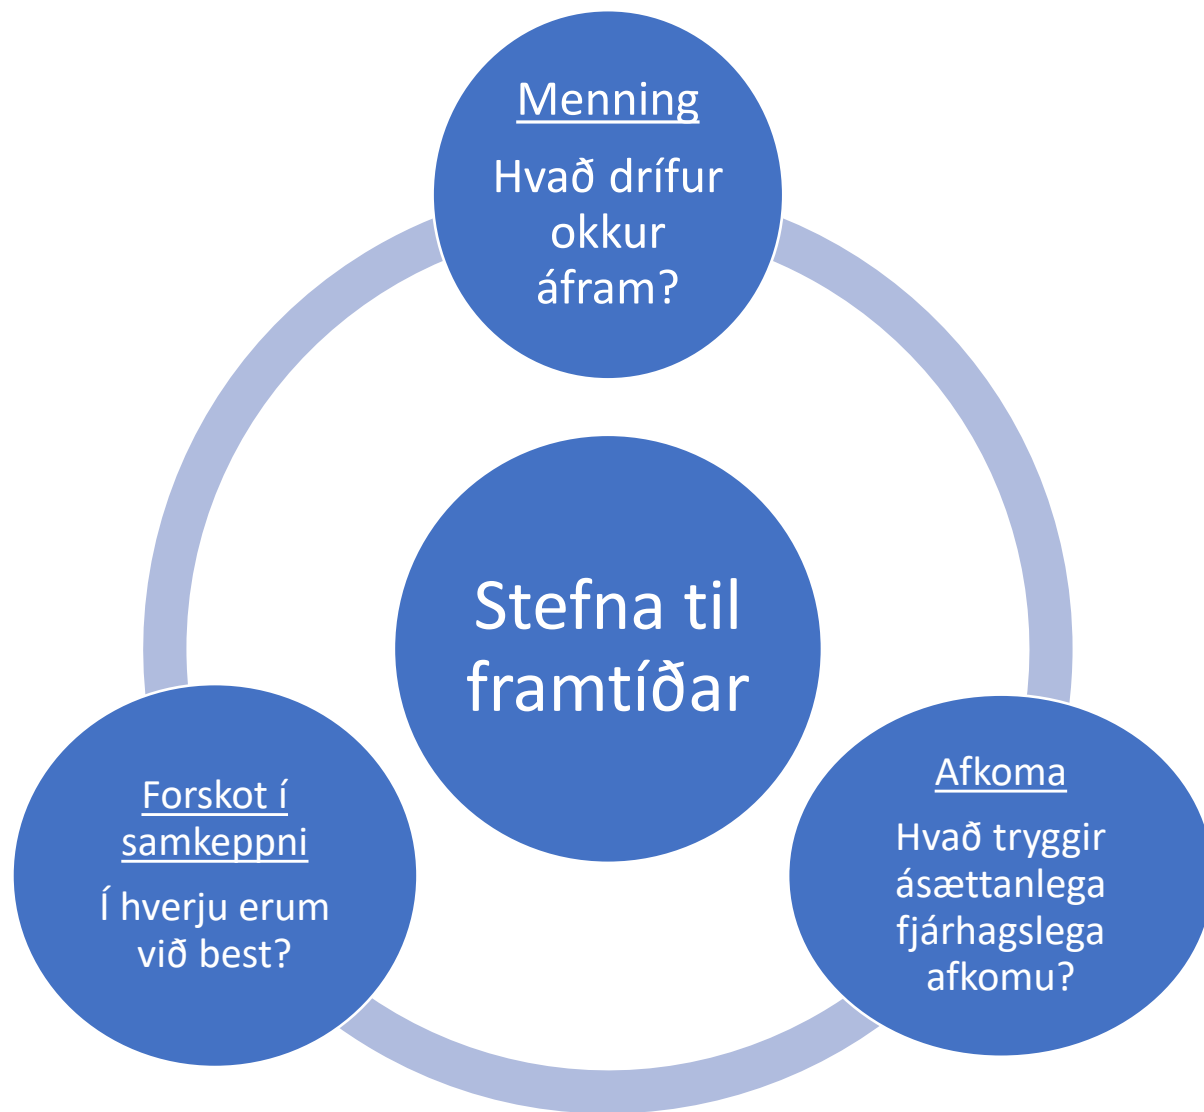 Menning
Hvað drífur
okkur
áfram?
Stefna til
framtíðar
Forskot í
samkeppni
Í hverju erum
við best?
Afkoma
Hvað tryggir
ásættanlega
fjárhagslega
afkomu?